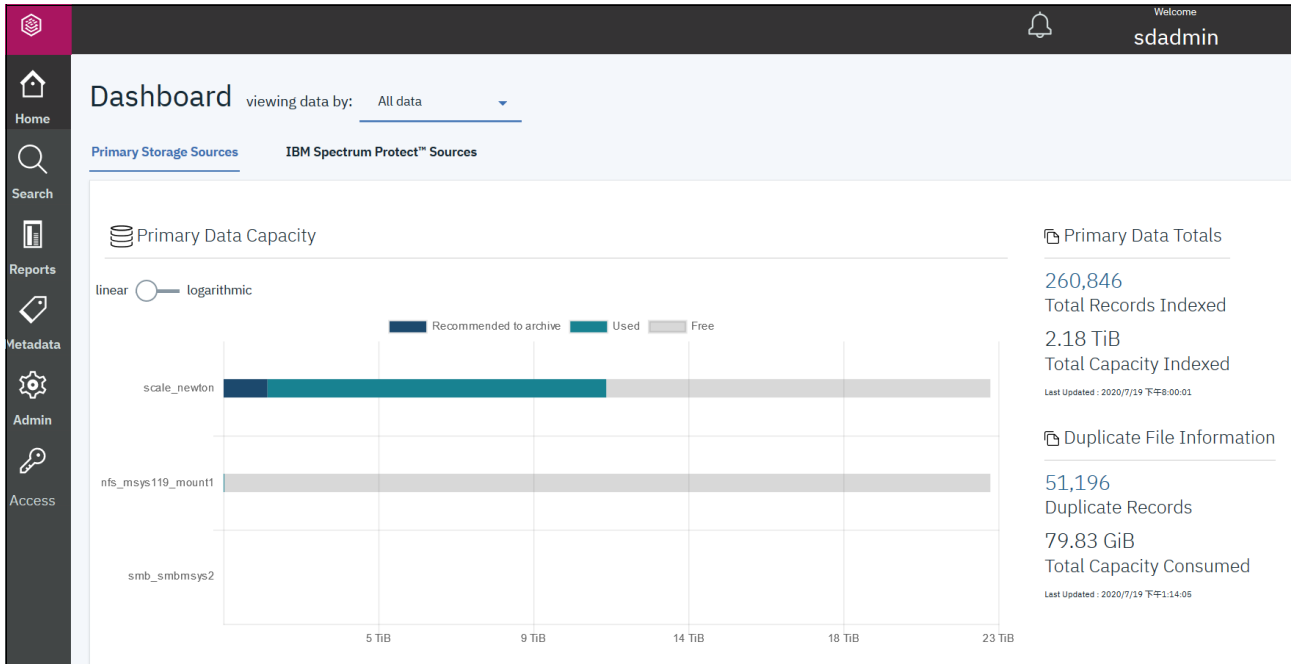 Welcome
sdadmin
Home
Search
Reports
Metadata
Admin
Access
Dashboard viewing data by: All data
Primary Storage Sources IBM Spectrum Protect™ Sources
Primary Data Capacity
linear logarithmic
Recommended to archive Used Free
scale_newton
nfs_msys119_mount1
smb_smbmsys2
5 TiB 9 TiB 14 TiB 18 TiB 23 TiB
Primary Data Totals
260,846
Total Records Indexed
2.18 TiB
Total Capacity Indexed
Last Updated : 2020/7/19 下午8:00:01
Duplicate File Information
51,196
Duplicate Records
79.83 GiB
Total Capacity Consumed
Last Updated : 2020/7/19 下午1:14:05